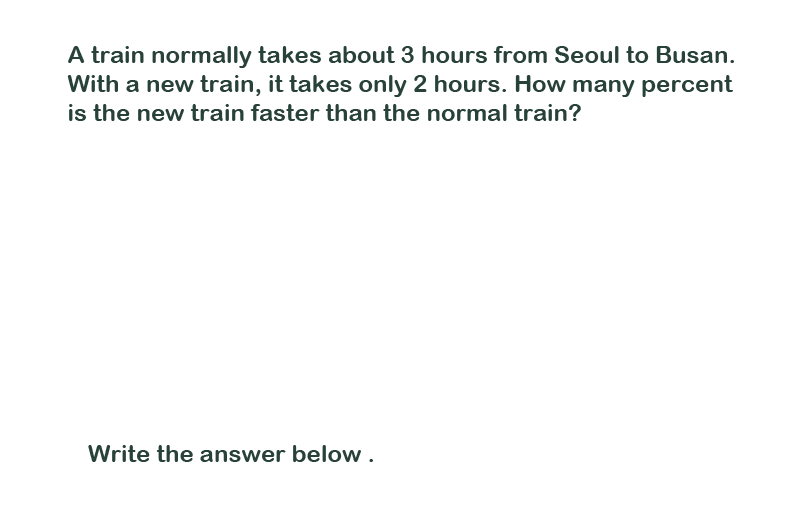 A train normally takes about 3 hours from Seoul to Busan.
With a new train, it takes only 2 hours. How many percent
is the new train faster than the normal train?
Write the answer below .